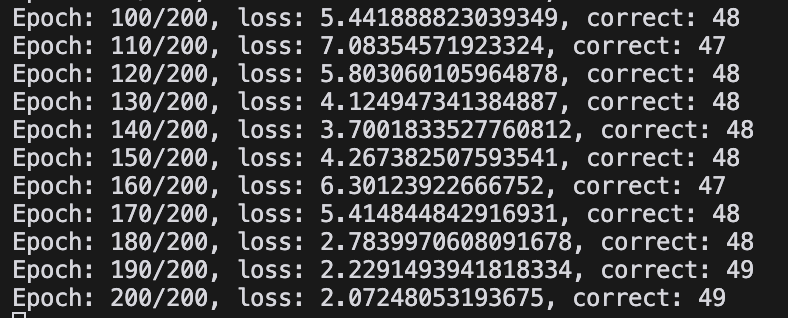 Epoch: 100/200, loss: 5.441888823039349, correct: 48
Epoch: 110/200, loss: 7.08354571923324, correct: 47
Epoch: 120/200, loss: 5.803060105964878, correct: 48
Epoch: 130/200, loss: 4.124947341384887, correct: 48
Epoch: 140/200, loss: 3.7001833527760812, correct: 48
Epoch: 150/200, loss: 4.267382507593541, correct: 48
Epoch: 160/200, loss: 6.30123922666752, correct: 47
Epoch: 170/200, loss: 5.414844842916931, correct: 48
Epoch: 180/200, loss: 2.7839970608091678, correct: 48
Epoch: 190/200, loss: 2.2291493941818334, correct: 49
Epoch: 200/200, loss: 2.07248053193675, correct: 49